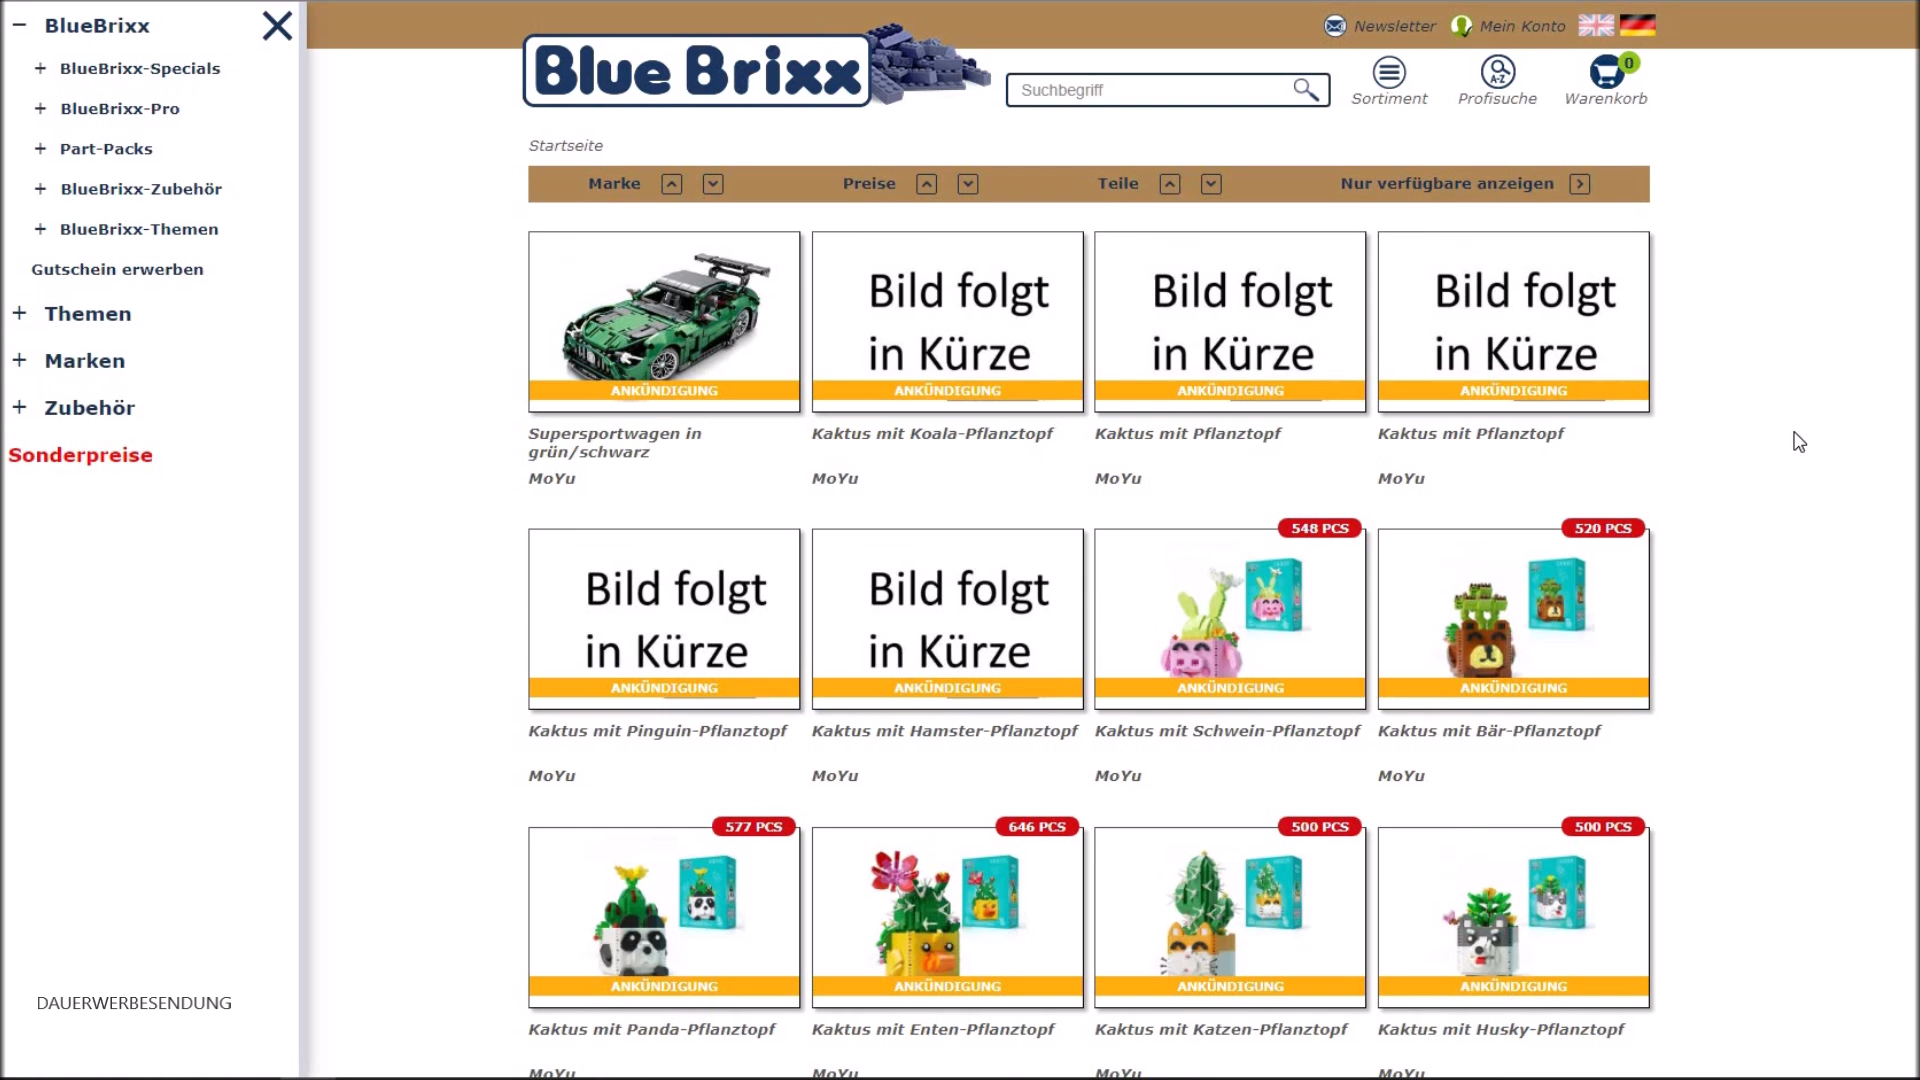 BlueBrixx
BlueBrixx-Specials
BlueBrixx-Pro
Part-Packs
BlueBrixx-Zubehör
BlueBrixx-Themen
Gutschein erwerben
Themen
Marken
Zubehör
Sonderpreise
DAUERWERBESENDUNG
Newsletter Mein Konto
Blue Brixx
Suchbegriff
Sortiment
A-Z
Profisuche
0
Warenkorb
Startseite
Marke Preise Teile Nur verfügbare anzeigen
ANKÜNDIGUNG
Supersportwagen in
grün/schwarz
MoYu
Bild folgt
in Kürze
ANKÜNDIGUNG
Kaktus mit Koala-Pflanztopf
MoYu
Bild folgt
in Kürze
ANKÜNDIGUNG
Kaktus mit Pflanztopf
MoYu
Bild folgt
in Kürze
ANKÜNDIGUNG
Kaktus mit Pflanztopf
MoYu
Bild folgt
in Kürze
ANKÜNDIGUNG
Kaktus mit Pinguin-Pflanztopf
MoYu
Bild folgt
in Kürze
ANKÜNDIGUNG
Kaktus mit Hamster-Pflanztopf
MoYu
548 PCS
ANKÜNDIGUNG
Kaktus mit Schwein-Pflanztopf
MoYu
520 PCS
ANKÜNDIGUNG
Kaktus mit Bär-Pflanztopf
MoYu
577 PCS
ANKÜNDIGUNG
Kaktus mit Panda-Pflanztopf
MoYu
646 PCS
ANKÜNDIGUNG
Kaktus mit Enten-Pflanztopf
MoYu
500 PCS
ANKÜNDIGUNG
Kaktus mit Katzen-Pflanztopf
MoYu
500 PCS
ANKÜNDIGUNG
Kaktus mit Husky-Pflanztopf
MoYu